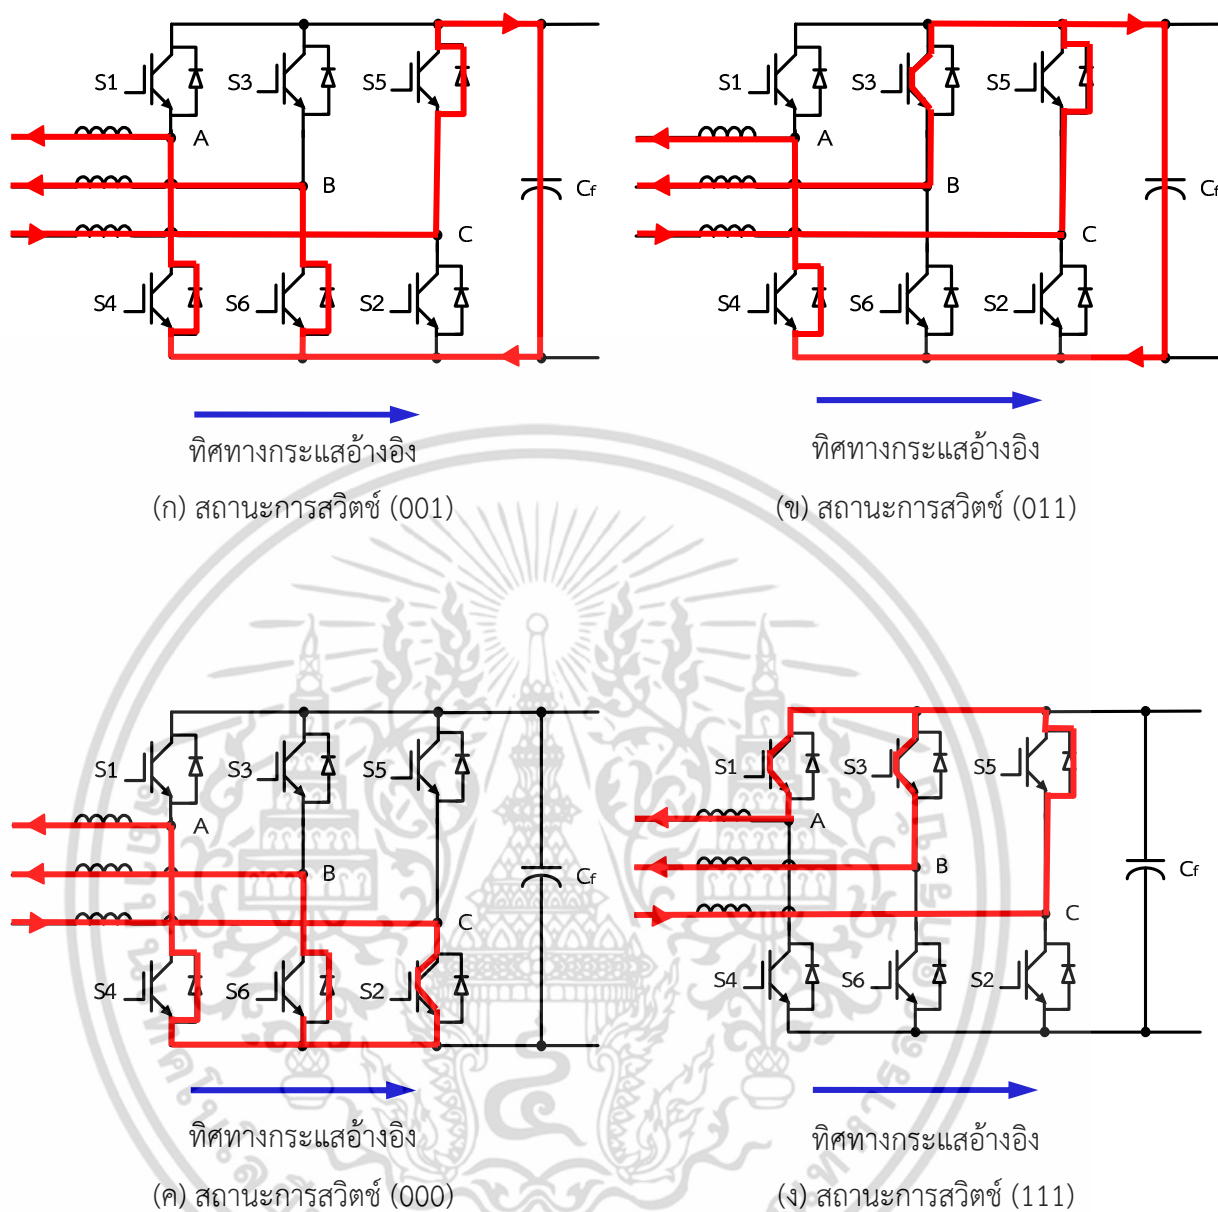 S1 S3 S5
A
B
C
Cf
S4 S6 S2
ทิศทางกระแสอ้างอิง
(ก) สถานะการสวิตช์ (001)
S1 S3 S5
A
B
C
Cf
S4 S6 S2
ทิศทางกระแสอ้างอิง
(ข) สถานะการสวิตช์ (011)
S1 S3 S5
A
B
C
Cf
S4 S6 S2
ทิศทางกระแสอ้างอิง
(ค) สถานะการสวิตช์ (000)
S1 S3 S5
A
B
C
Cf
S4 S6 S2
ทิศทางกระแสอ้างอิง
(ง) สถานะการสวิตช์ (111)